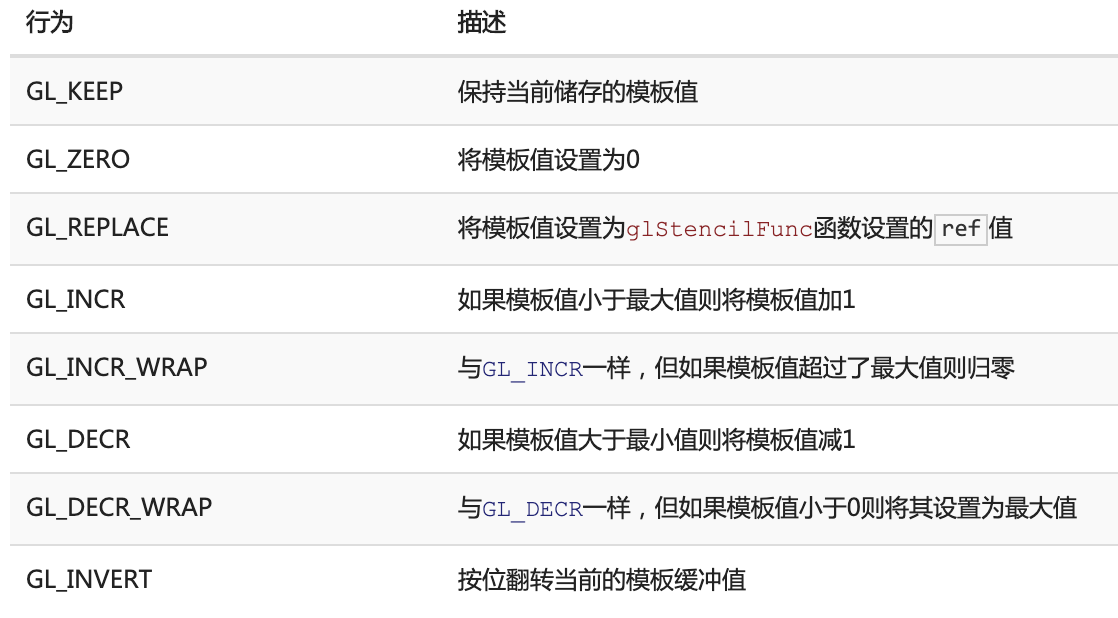 行为 描述
GL_KEEP 保持当前储存的模板值
GL_ZERO 将模板值设置为0
GL_REPLACE 将模板值设置为glStencilFunc函数设置的ref值
GL_INCR 如果模板值小于最大值则将模板值加1
GL_INCR_WRAP 与GL_INCR一样，但如果模板值超过了最大值则归零
GL_DECR 如果模板值大于最小值则将模板值减1
GL_DECR_WRAP 与GL_DECR一样，但如果模板值小于0则将其设置为最大值
GL_INVERT 按位翻转当前的模板缓冲值